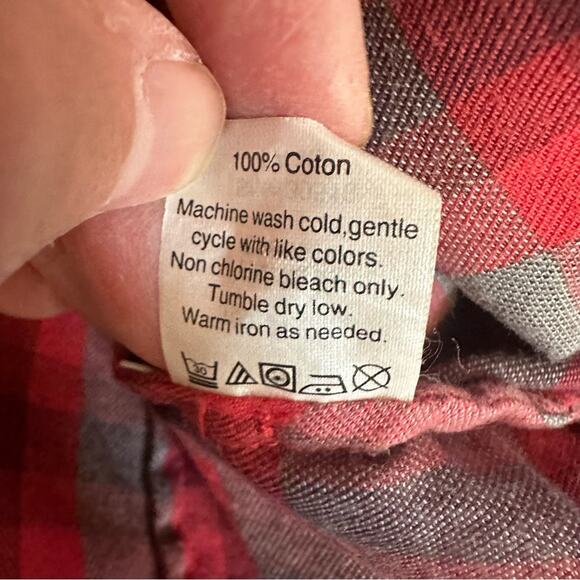 100% Coton
Machine wash cold,gentle
cycle with like colors.
Non chlorine bleach only.
Tumble dry low.
Warm iron as needed.
30